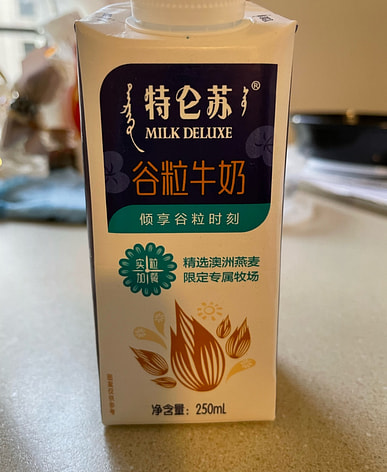 特仑苏®
MILK DELUXE
谷粒牛奶
倾享谷粒时刻
实粒
加餐
精选澳洲燕麦
限定专属牧场
净含量：250mL